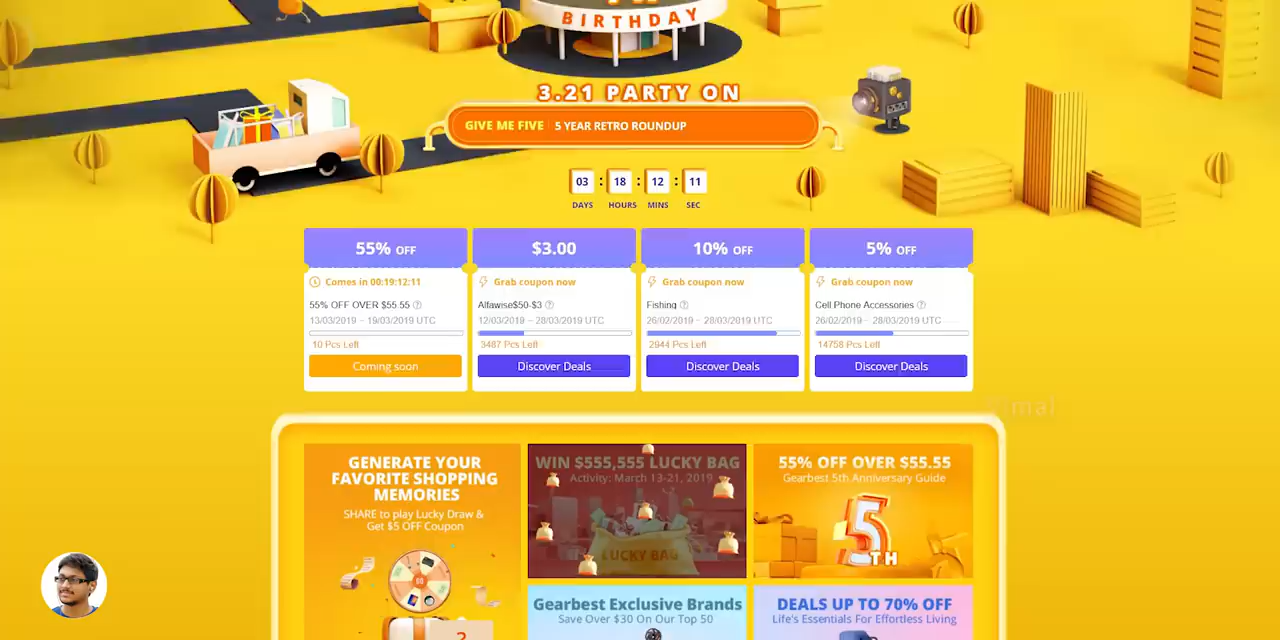 BIRTHDAY
3.21 PARTY ON
GIVE ME FIVE 5 YEAR RETRO ROUNDUP
03 : 18 : 12 : 11
DAYS HOURS MINS SEC
55% OFF
Comes in 00:19:12:11
55% OFF OVER $55.55
13/03/2019 – 19/03/2019 UTC
10 Pcs Left
Coming soon
$3.00
Grab coupon now
Alfawise$50-$3
12/03/2019 – 28/03/2019 UTC
3487 Pcs Left
Discover Deals
10% OFF
Grab coupon now
Fishing
26/02/2019 – 28/03/2019 UTC
2944 Pcs Left
Discover Deals
5% OFF
Grab coupon now
Cell Phone Accessories
26/02/2019 – 28/03/2019 UTC
14758 Pcs Left
Discover Deals
GENERATE YOUR
FAVORITE SHOPPING
MEMORIES
SHARE to play Lucky Draw &
Get $5 OFF Coupon
WIN $555,555 LUCKY BAG
Activity: March 13-21, 2019
LUCKY BAG
55% OFF OVER $55.55
Gearbest 5th Anniversary Guide
5TH
Gearbest Exclusive Brands
Save Over $30 On Our Top 50
DEALS UP TO 70% OFF
Life's Essentials For Effortless Living